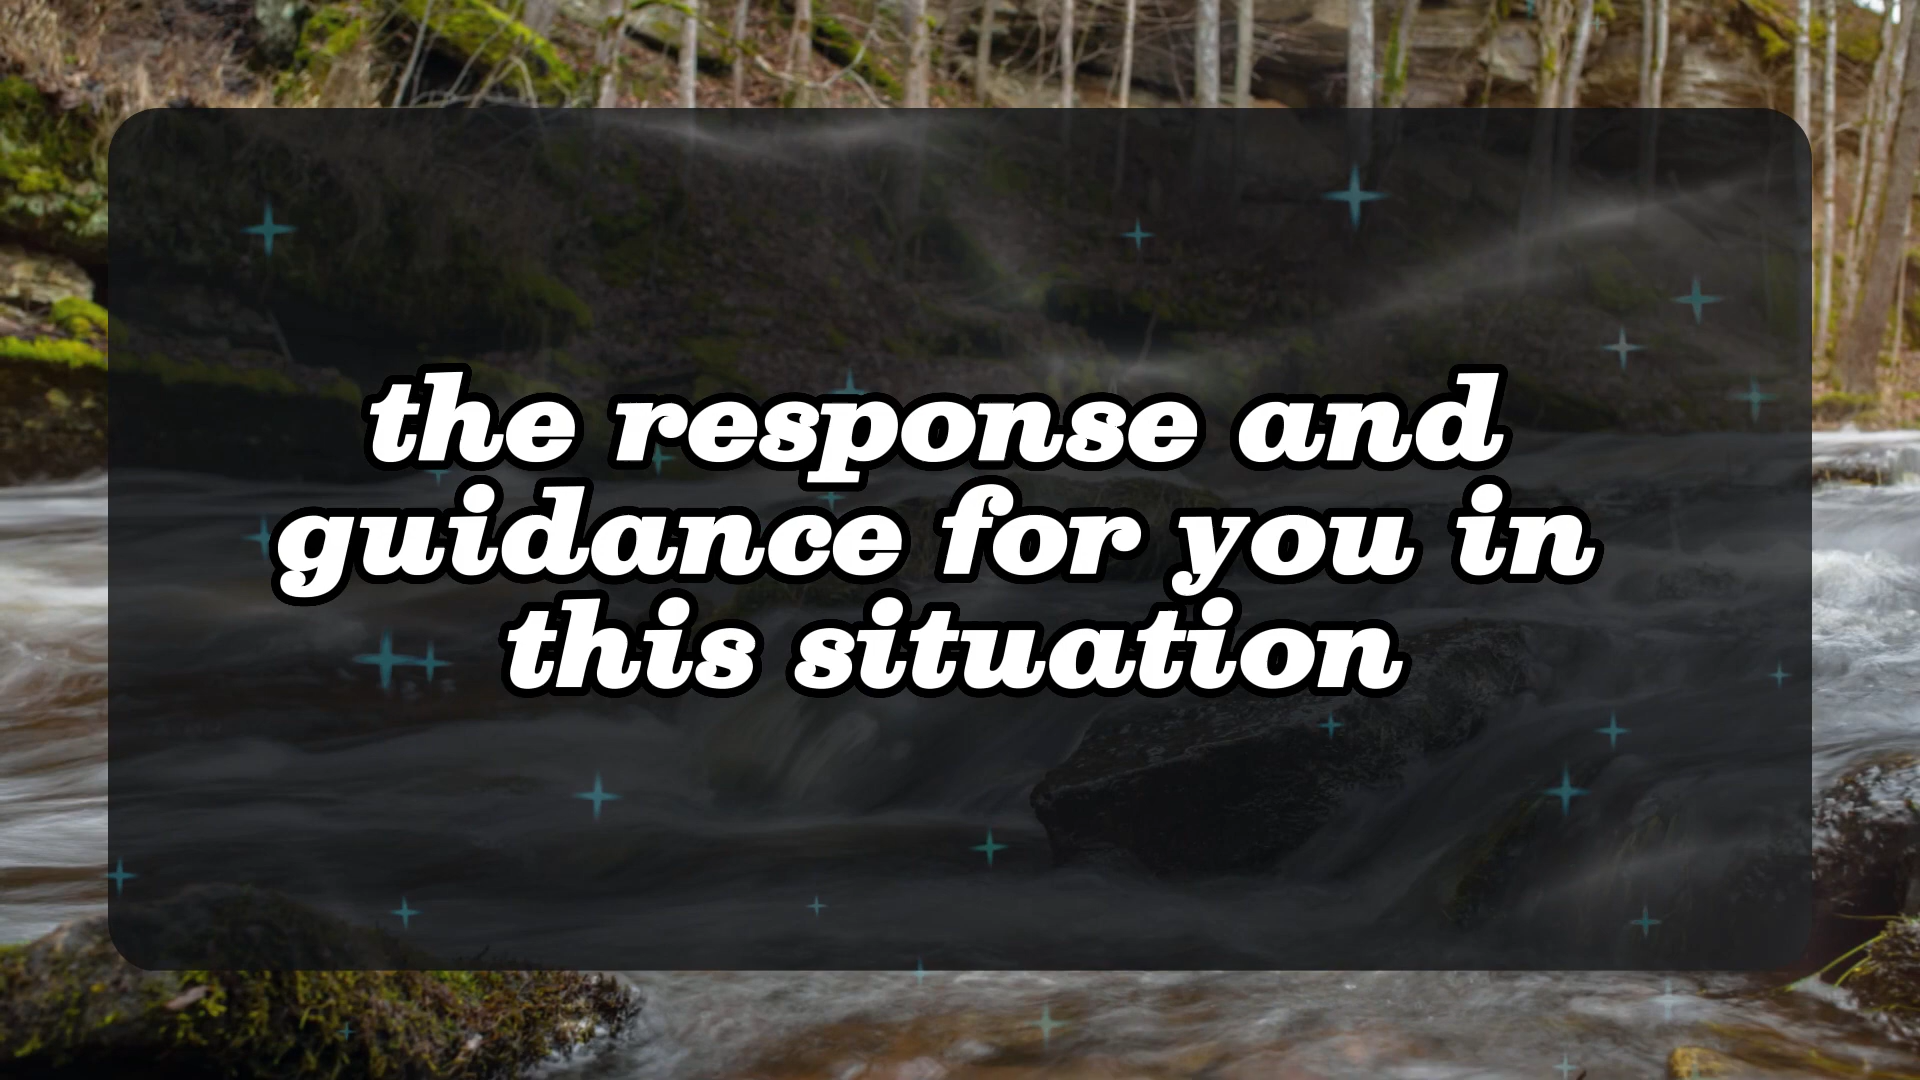 the response and
guidance for you in
this situation